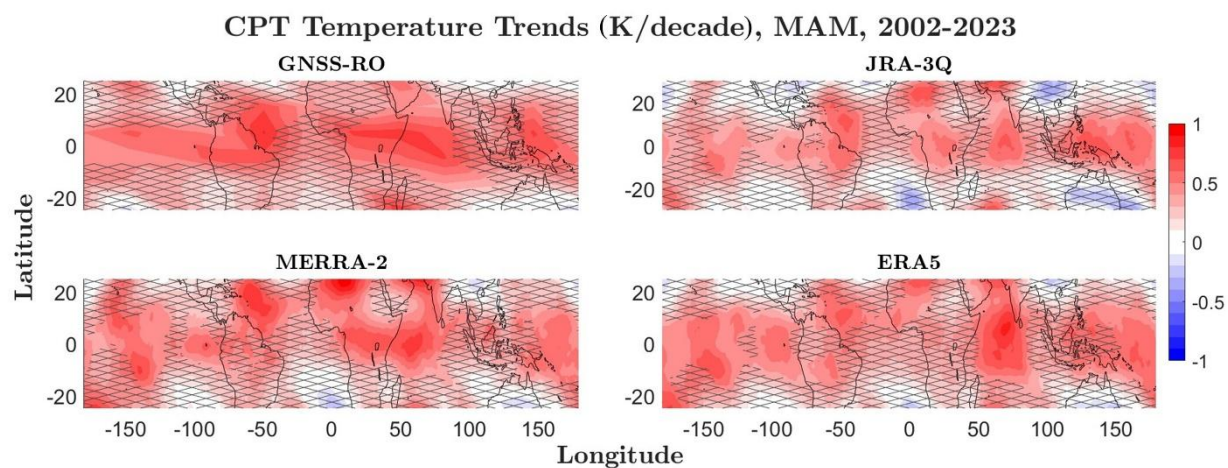 CPT Temperature Trends (K/decade), MAM, 2002-2023
GNSS-RO
JRA-3Q
20
0
-20
20
0
-20
1
0.5
0
-0.5
-1
Latitude
MERRA-2
ERA5
20
0
-20
20
0
-20
-150 -100 -50 0 50 100 150
-150 -100 -50 0 50 100 150
Longitude